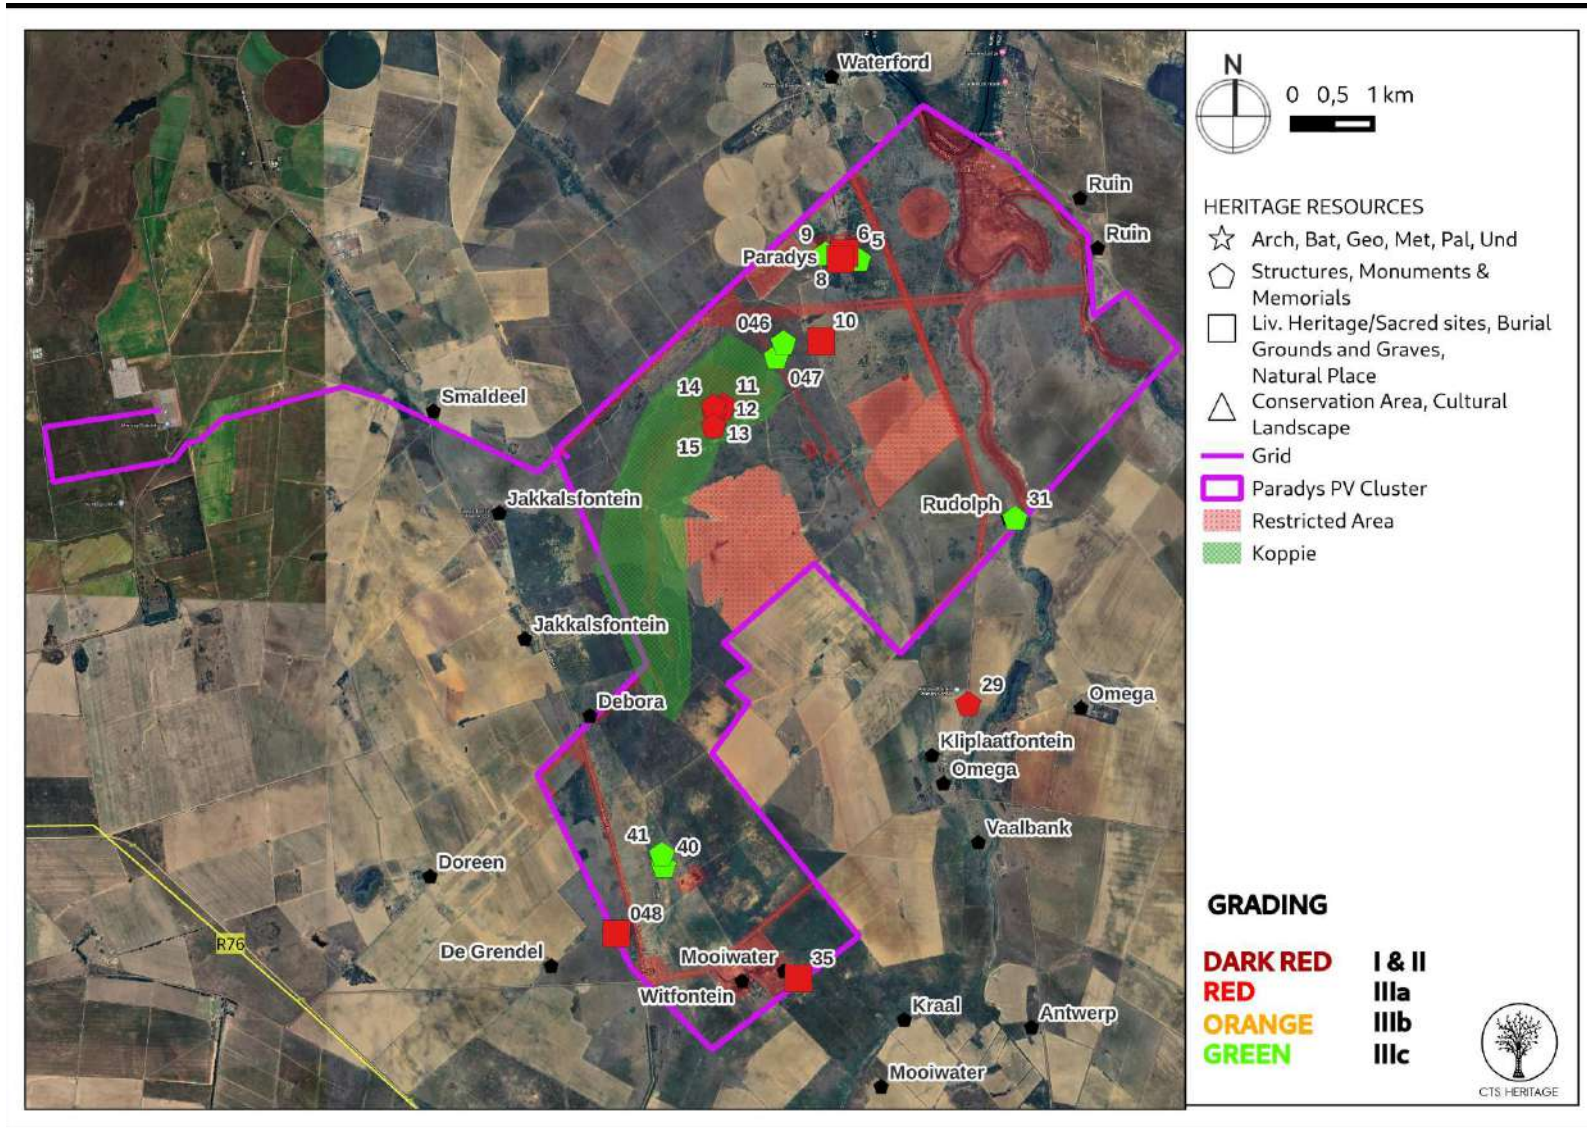 Waterford
Ruin
Ruin
9
6
5
Paradys
8
046
10
047
14
11
12
13
15
Smaldeel
Jakkalsfontein
Rudolph
31
Jakkalsfontein
Debora
29
Omega
Kliplaatfontein
Omega
Vaalbank
41
40
Doreen
048
R76
De Grendel
Mooiwater
35
Witfontein
Kraal
Antwerp
Mooiwater
N
0 0,5 1 km
HERITAGE RESOURCES
Arch, Bat, Geo, Met, Pal, Und
Structures, Monuments &
Memorials
Liv. Heritage/Sacred sites, Burial
Grounds and Graves,
Natural Place
Conservation Area, Cultural
Landscape
Grid
Paradys PV Cluster
Restricted Area
Koppie
GRADING
DARK RED I & II
RED IIIa
ORANGE IIIb
GREEN IIIc
CTS HERITAGE